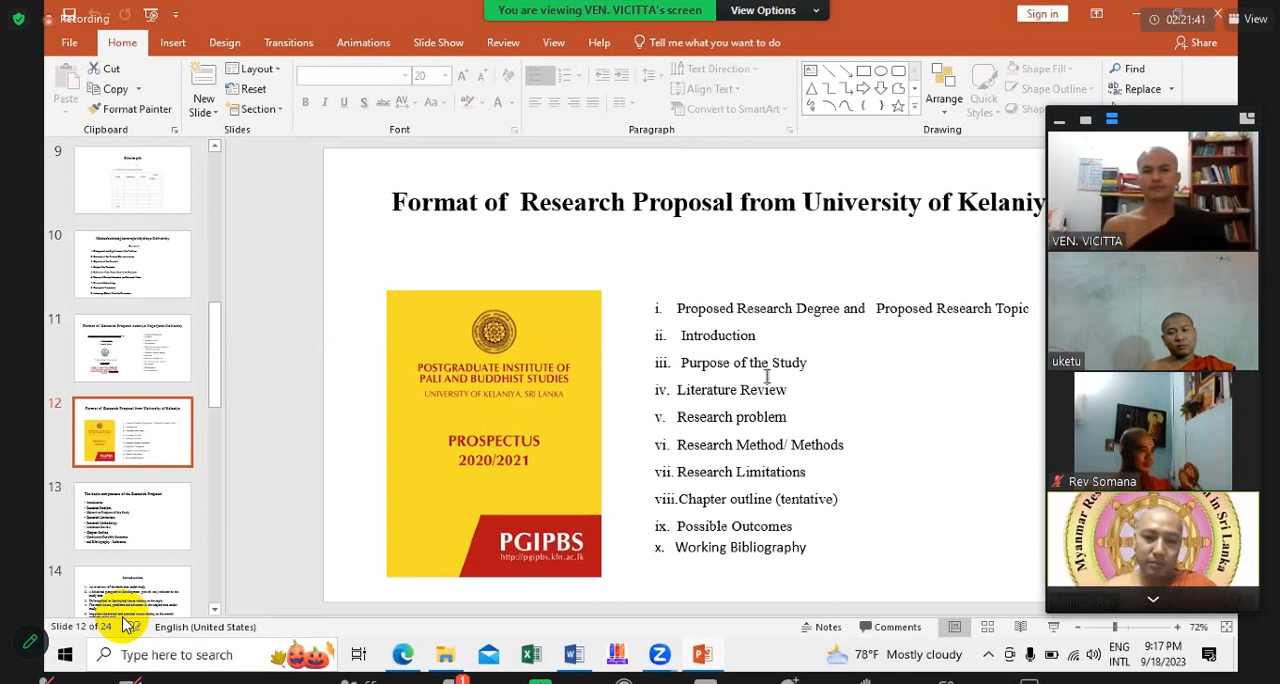 Recording
You are viewing VEN. VICITTA's screen
View Options
Sign in
02:21:41
View
File Home Insert Design Transitions Animations Slide Show Review View Help Tell me what you want to do
Share
Paste
Cut
Copy
Format Painter
Clipboard
New
Slide
Layout
Reset
Section
Slides
20
Font
Text Direction
Align Text
Convert to SmartArt
Paragraph
Arrange
Quick
Styles
Shape Fill
Shape Outline
Drawing
Find
Replace
9
10
11
12
13
14
Format of Research Proposal from University of Kelaniy
POSTGRADUATE INSTITUTE OF
PALI AND BUDDHIST STUDIES
UNIVERSITY OF KELANIYA, SRI LANKA
PROSPECTUS
2020/2021
PGIPBS
http://pgipbs.kln.ac.lk
i. Proposed Research Degree and Proposed Research Topic
ii. Introduction
iii. Purpose of the Study
iv. Literature Review
v. Research problem
vi. Research Method/ Methods
vii. Research Limitations
viii.Chapter outline (tentative)
ix. Possible Outcomes
x. Working Bibliography
VEN. VICITTA
uketu
Rev Somana
Slide 12 of 24
English (United States)
Notes
Comments
72%
Type here to search
78°F Mostly cloudy
ENG
INTL
9:17 PM
9/18/2023